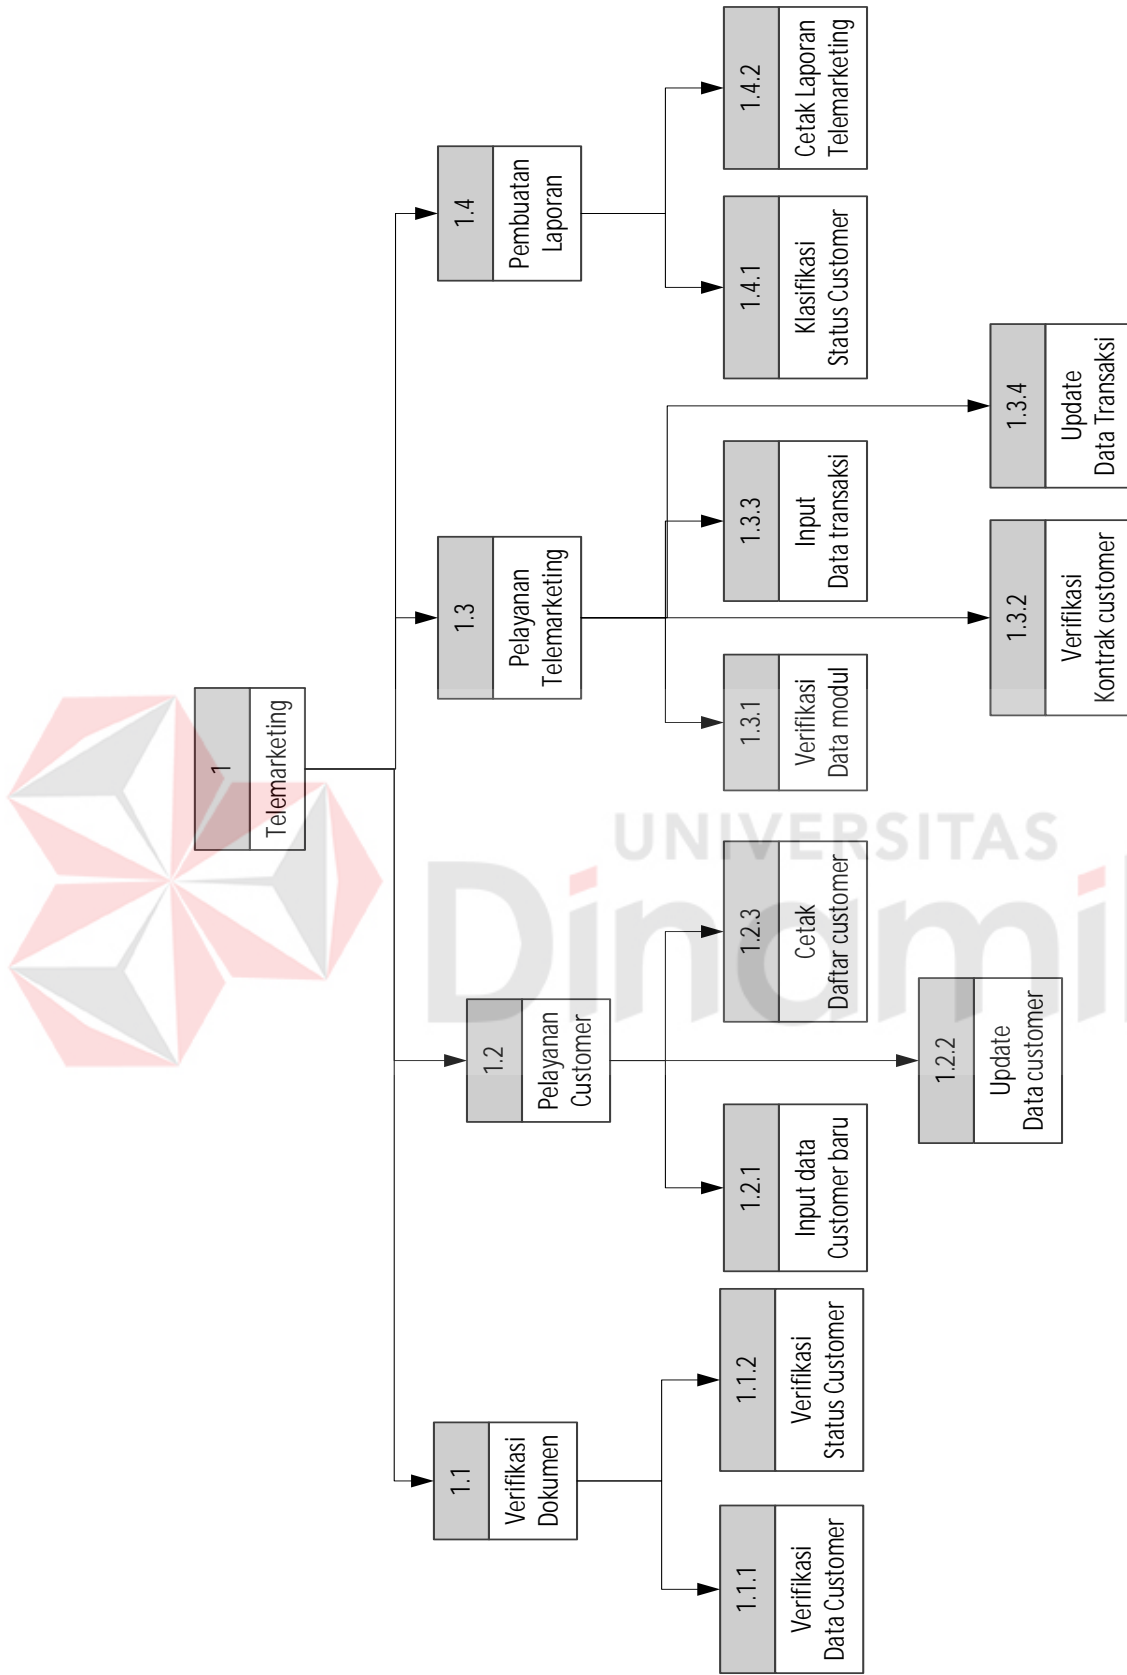 1
Telemarketing
1.1
Verifikasi
Dokumen
1.2
Pelayanan
Customer
1.3
Pelayanan
Telemarketing
1.4
Pembuatan
Laporan
1.1.1
Verifikasi
Data Customer
1.1.2
Verifikasi
Status Customer
1.2.1
Input data
Customer baru
1.2.3
Cetak
Daftar customer
1.3.1
Verifikasi
Data modul
1.3.3
Input
Data transaksi
1.4.1
Klasifikasi
Status Customer
1.4.2
Cetak Laporan
Telemarketing
1.2.2
Update
Data customer
1.3.2
Verifikasi
Kontrak customer
1.3.4
Update
Data Transaksi
UNIVERSITAS
Dinami